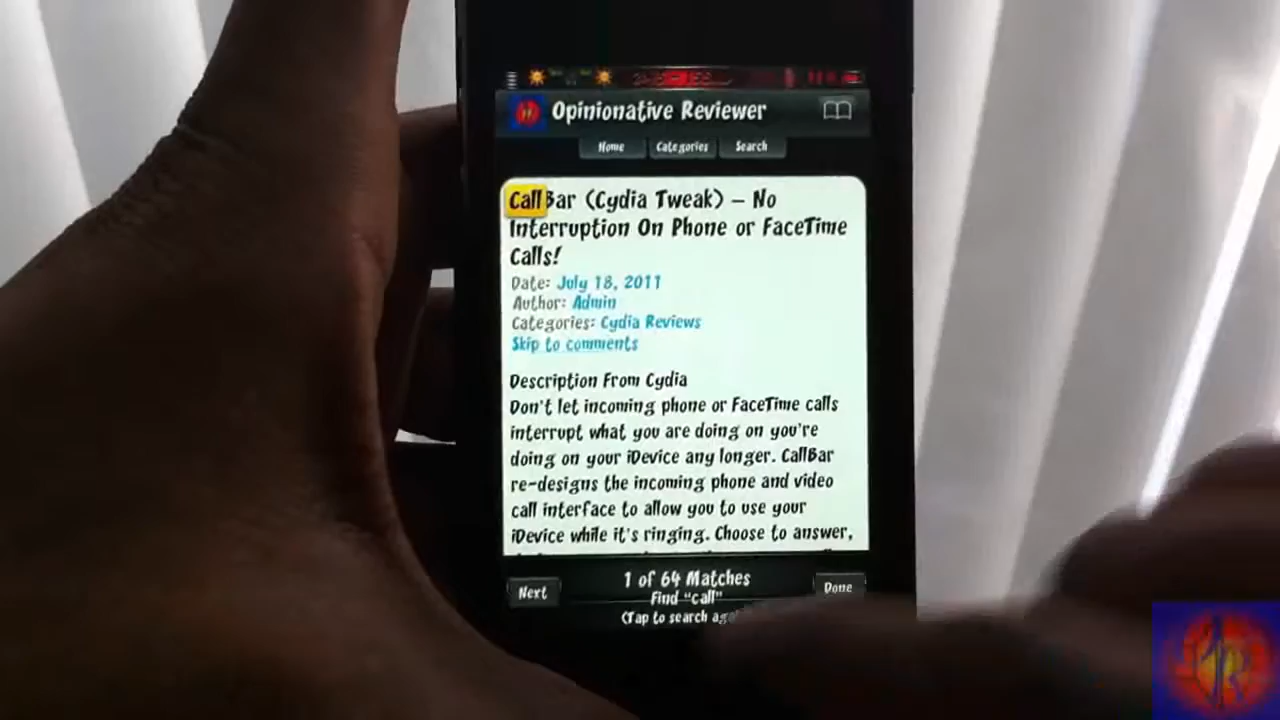 Opinionative Reviewer
Home Categories Search
CallBar (Cydia Tweak) – No
Interruption On Phone or FaceTime
Calls!
Date: July 18, 2011
Author: Admin
Categories: Cydia Reviews
Skip to comments
Description From Cydia
Don't let incoming phone or FaceTime calls
interrupt what you are doing on you're
doing on your iDevice any longer. CallBar
re-designs the incoming phone and video
call interface to allow you to use your
iDevice while it's ringing. Choose to answer,
Next 1 of 64 Matches Done
Find "call"
(Tap to search